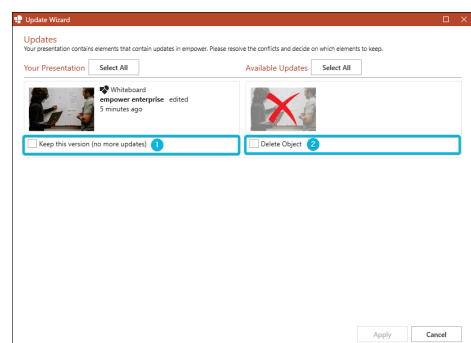 Update Wizard
Updates
Your presentation contains elements that contain updates in empower. Please resolve the conflicts and decide on which elements to keep.
Your Presentation Select All Available Updates Select All
Whiteboard
empower enterprise edited
5 minutes ago
Keep this version (no more updates) 1 Delete Object 2
Apply Cancel